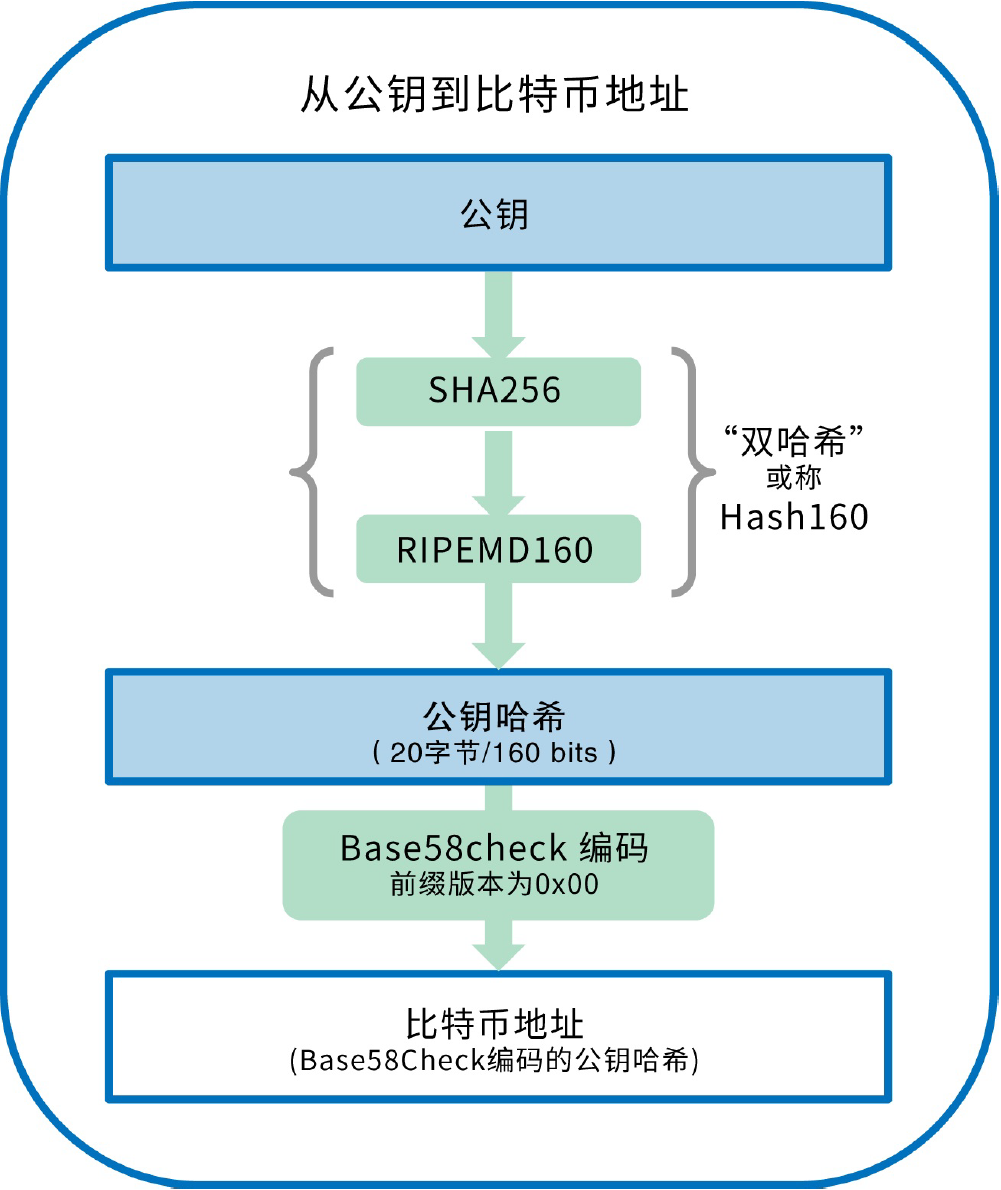 从公钥到比特币地址
公钥
SHA256
RIPEMD160
“双哈希”
或称
Hash160
公钥哈希
( 20字节/160 bits )
Base58check 编码
前缀版本为0x00
比特币地址
(Base58Check编码的公钥哈希)